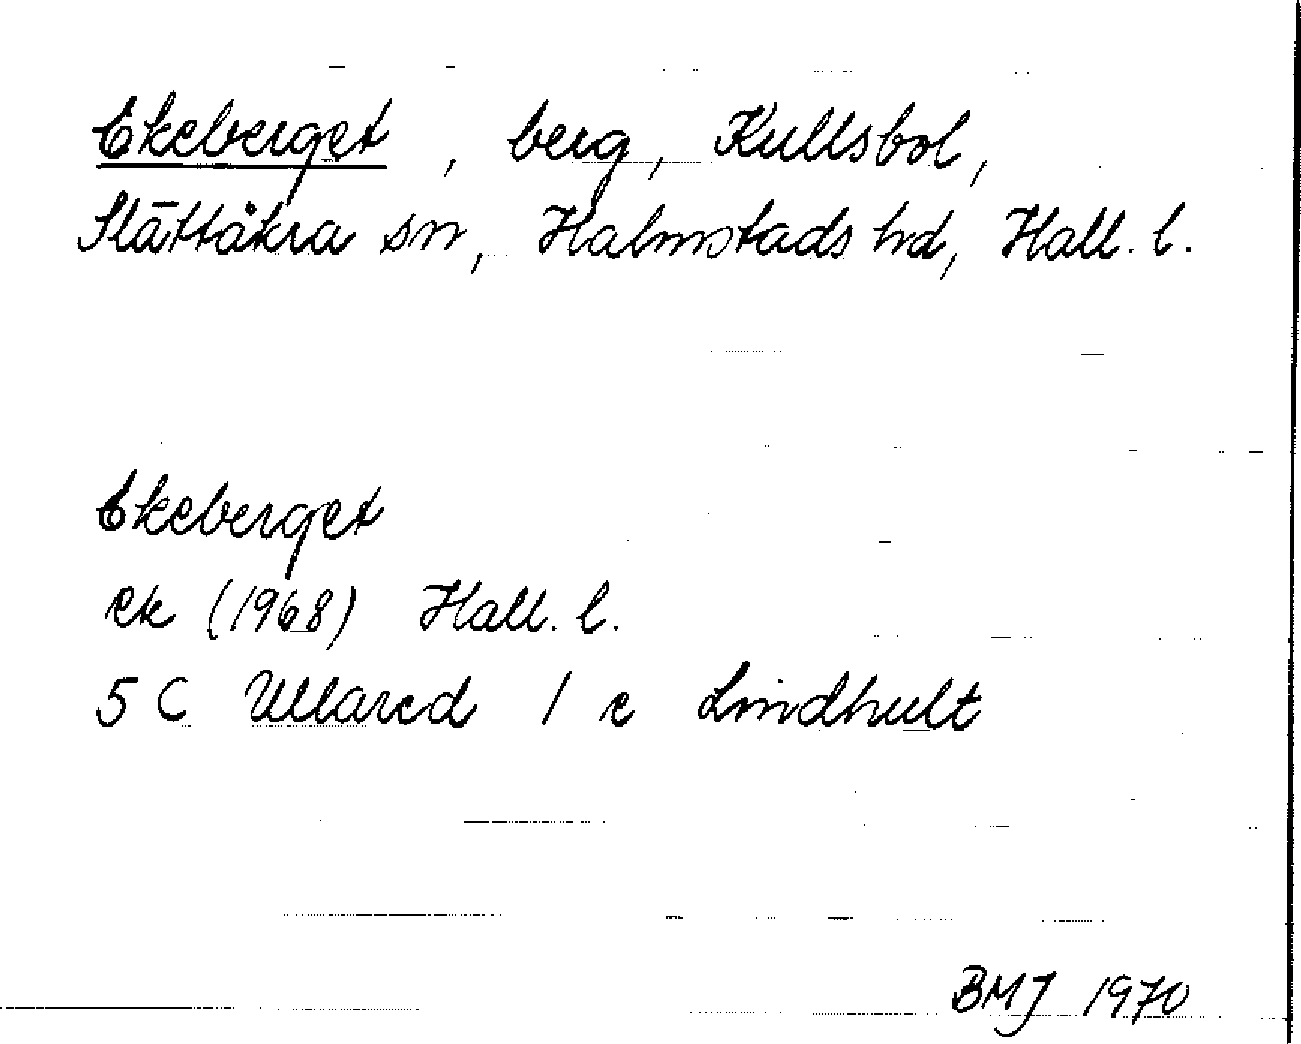 Ekeberget, berg, Kullsbol,
Slättåkra sn, Halmstads hd, Hall. l.
Ekeberget
ek (1968) Hall. l.
5 C Ullared 1 e Lindhult
BMJ 1970